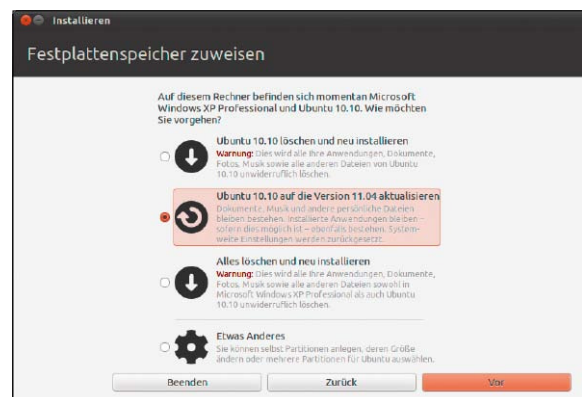 Installieren
Festplattenspeicher zuweisen
Auf diesem Rechner befinden sich momentan Microsoft
Windows XP Professional und Ubuntu 10.10. Wie möchten
Sie vorgehen?
Ubuntu 10.10 löschen und neu installieren
Warnung: Dies wird alle Ihre Anwendungen, Dokumente,
Fotos, Musik sowie alle anderen Dateien von Ubuntu
10.10 unwiderruflich löschen.
Ubuntu 10.10 auf die Version 11.04 aktualisieren
Dokumente, Musik und andere persönliche Dateien
bleiben bestehen. Installierte Anwendungen bleiben –
sofern dies möglich ist – ebenfalls bestehen. System-
weite Einstellungen werden zurückgesetzt.
Alles löschen und neu installieren
Warnung: Dies wird alle Ihre Anwendungen, Dokumente,
Fotos, Musik sowie alle anderen Dateien sowohl in
Microsoft Windows XP Professional als auch Ubuntu
10.10 unwiderruflich löschen.
Etwas Anderes
Sie können selbst Partitionen anlegen, deren Größe
ändern oder mehrere Partitionen für Ubuntu auswählen.
Beenden
Zurück
Vor